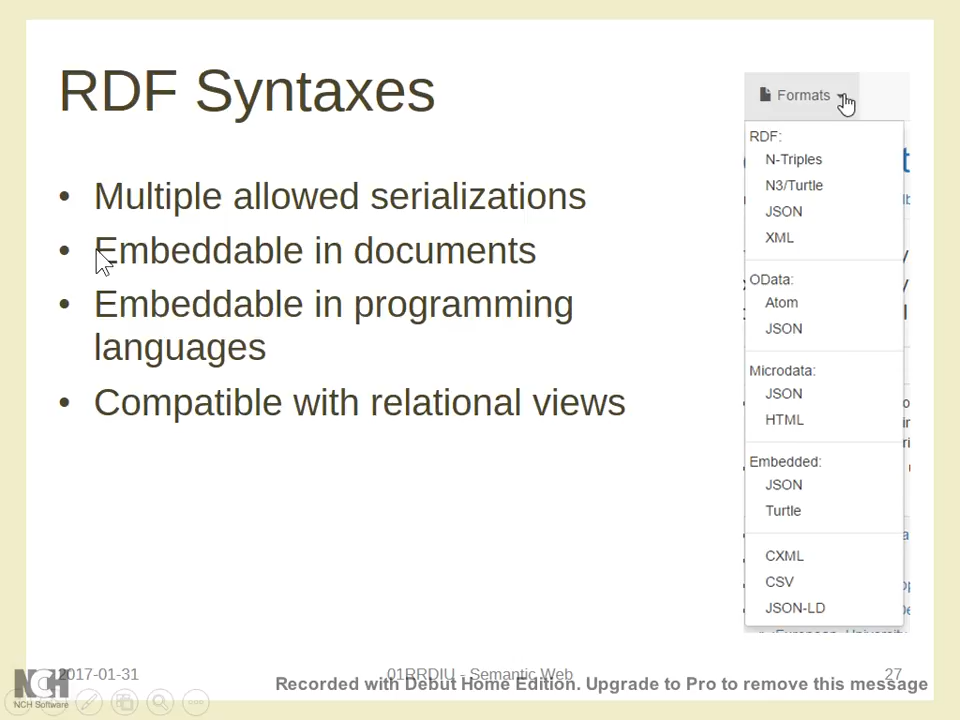 RDF Syntaxes
• Multiple allowed serializations
• Embeddable in documents
• Embeddable in programming
languages
• Compatible with relational views
Formats
RDF:
N-Triples
N3/Turtle
JSON
XML
OData:
Atom
JSON
Microdata:
JSON
HTML
Embedded:
JSON
Turtle
CXML
CSV
JSON-LD
2017-01-31
01RRDIU - Semantic Web
27
NCH
NCH Software
Recorded with Debut Home Edition. Upgrade to Pro to remove this message